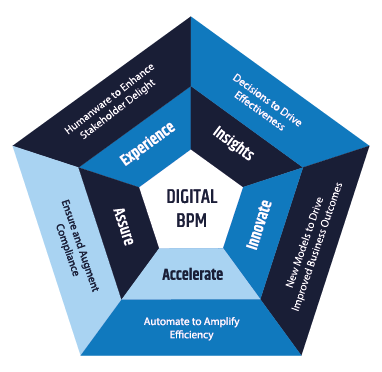 Humanware to Enhance
Stakeholder Delight
Decisions to Drive
Effectiveness
Experience
Insights
DIGITAL
BPM
Ensure and Augment
Compliance
Assure
Innovate
New Models to Drive
Improved Business Outcomes
Accelerate
Automate to Amplify
Efficiency